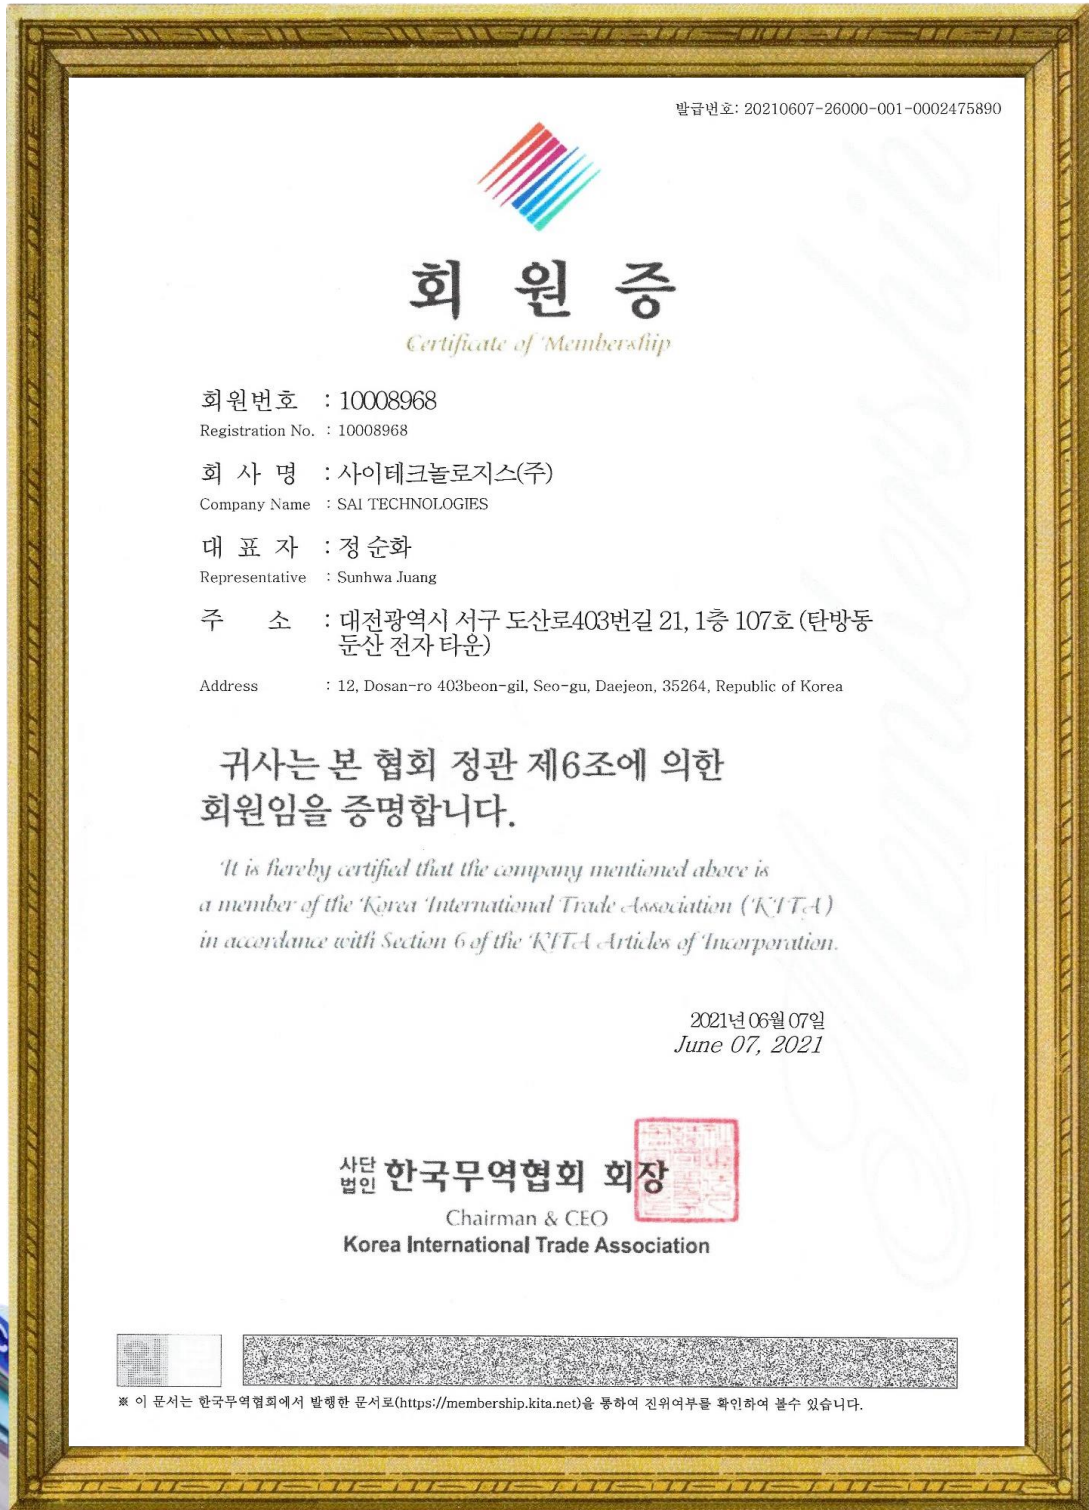 발급번호: 20210607-26000-001-0002475890
회 원 증
Certificate of Membership
회원번호 : 10008968
Registration No. : 10008968
회 사 명 : 사이테크놀로지스(주)
Company Name : SAI TECHNOLOGIES
대 표 자 : 정 순화
Representative : Sunhwa Juang
주 소 : 대전광역시 서구 도산로403번길 21, 1층 107호 (탄방동
둔산 전자 타운)
Address : 12, Dosan-ro 403beon-gil, Seo-gu, Daejeon, 35264, Republic of Korea
귀사는 본 협회 정관 제6조에 의한
회원임을 증명합니다.
It is hereby certified that the company mentioned above is
a member of the Korea International Trade Association (KITA)
in accordance with Section 6 of the KITA Articles of Incorporation.
2021년 06월 07일
June 07, 2021
사단
법인 한국무역협회 회장
Chairman & CEO
Korea International Trade Association
※ 이 문서는 한국무역협회에서 발행한 문서로(https://membership.kita.net)을 통하여 진위여부를 확인하여 볼수 있습니다.